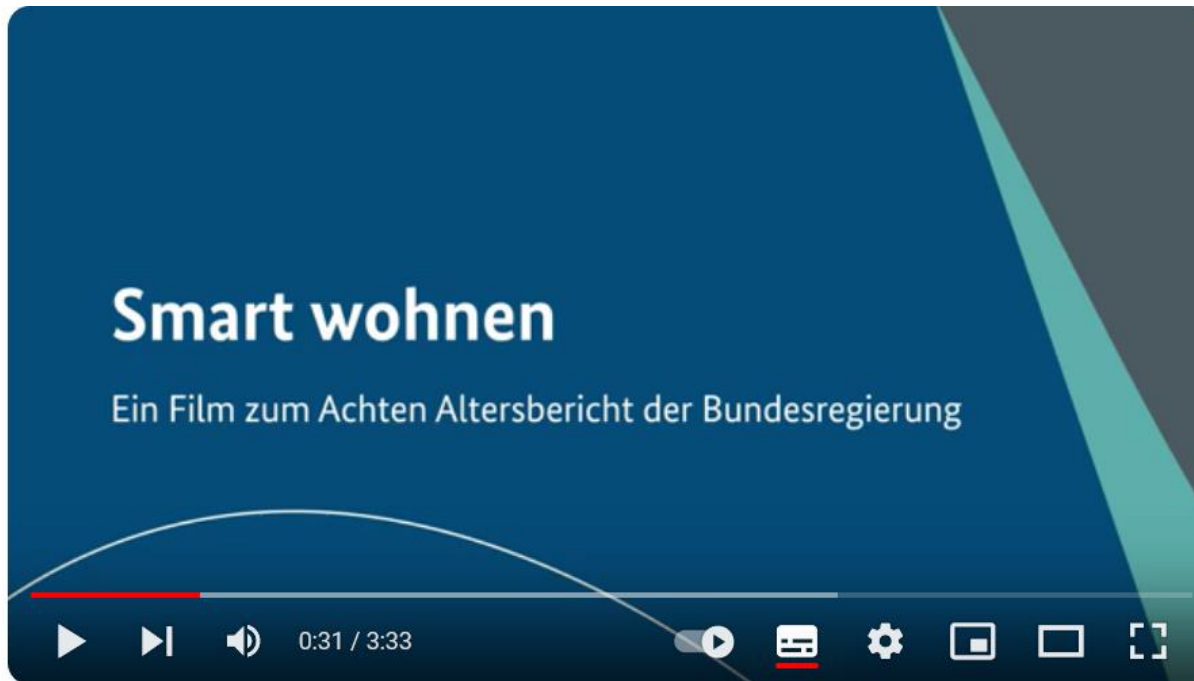 Smart wohnen
Ein Film zum Achten Altersbericht der Bundesregierung
0:31 / 3:33